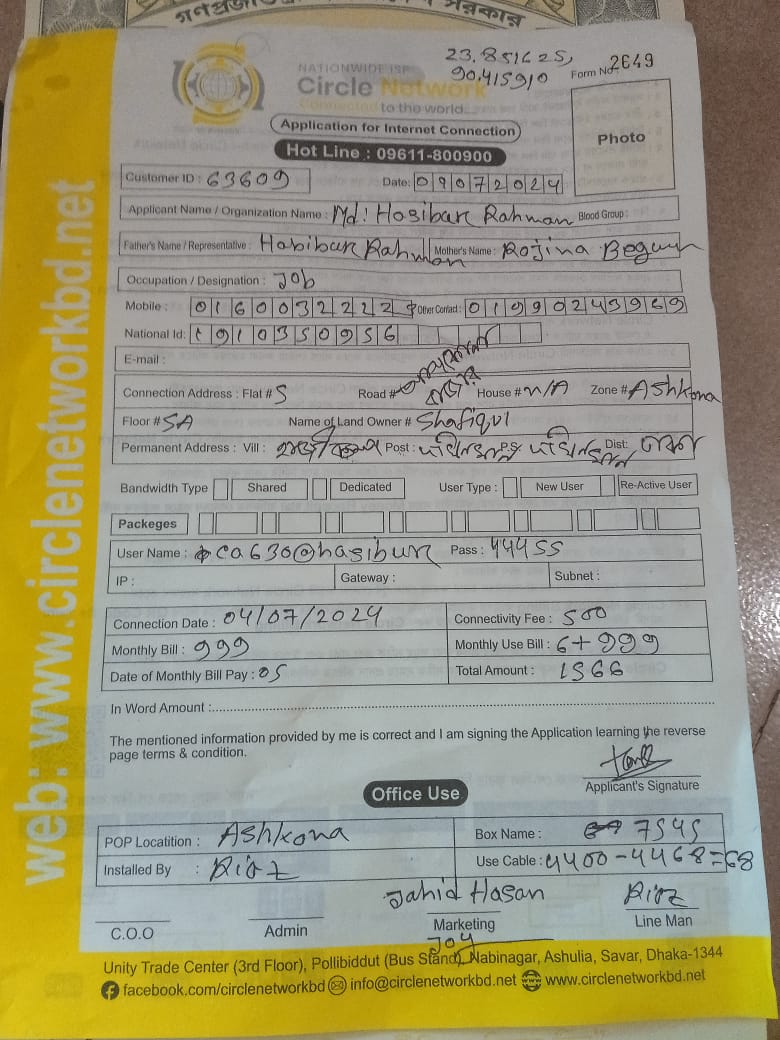 সরকার
23.851625,
90.415910
Form No. 2649
NATIONWIDE ISP
Circle Network
Connected to the world
Application for Internet Connection
Hot Line : 09611-800900
Photo
Customer ID : 63609 Date: 09072024
Applicant Name / Organization Name : Md: Hasibur Rahman Blood Group :
Father's Name / Representative : Habibur Rahman Mother's Name : Rojina Begum
Occupation / Designation : Job
Mobile : 0160032222 Other Contact : 01990245969
National Id: 1910350956
E-mail :
Connection Address : Flat # 5 Road # House # N/A Zone # Ashkona
Floor # 5A Name of Land Owner # Shafiqul
Permanent Address : Vill : Post : P.S: Dist: ঢাকা
Bandwidth Type Shared Dedicated User Type : New User Re-Active User
Packeges
User Name : ca630@hasibur Pass : 44455
IP : Gateway : Subnet :
Connection Date : 04/07/2024 Connectivity Fee : 500
Monthly Bill : 999 Monthly Use Bill : 6+999
Date of Monthly Bill Pay : 05 Total Amount : 1566
In Word Amount :
The mentioned information provided by me is correct and I am signing the Application learning the reverse
page terms & condition.
Applicant's Signature
Office Use
POP Locatition : Ashkona Box Name : 7545
Installed By : Riaz Use Cable : 4400-4468=68
Jahid Hasan Riaz
C.O.O Admin Marketing Line Man
Joy
Unity Trade Center (3rd Floor), Pollibiddut (Bus Stand), Nabinagar, Ashulia, Savar, Dhaka-1344
facebook.com/circlenetworkbd info@circlenetworkbd.net www.circlenetworkbd.net
web: www.circlenetworkbd.net